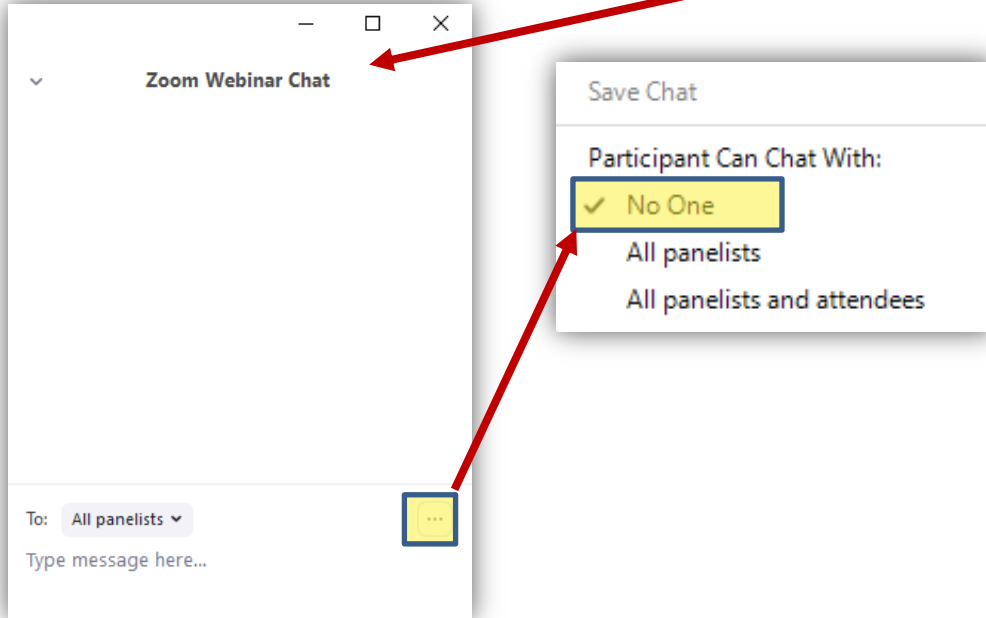 Zoom Webinar Chat
To: All panelists
Type message here...
Save Chat
Participant Can Chat With:
No One
All panelists
All panelists and attendees